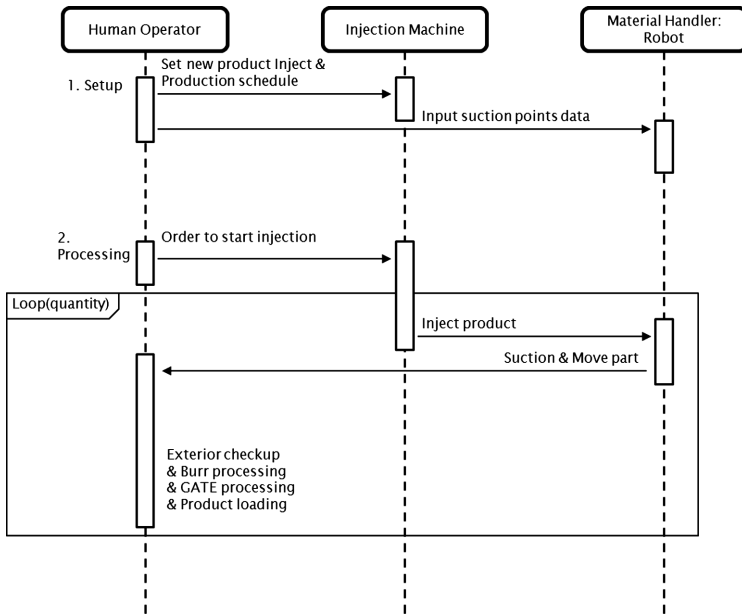 Human Operator
Injection Machine
Material Handler:
Robot
1. Setup
Set new product Inject &
Production schedule
Input suction points data
2.
Processing
Order to start injection
Loop(quantity)
Inject product
Suction & Move part
Exterior checkup
& Burr processing
& GATE processing
& Product loading